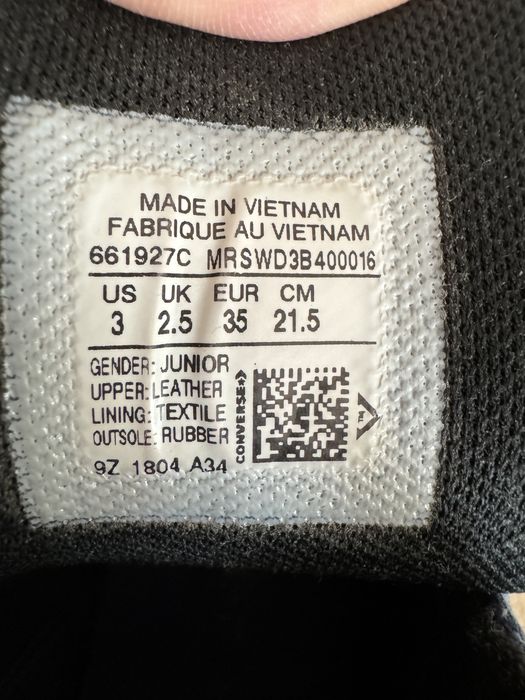 MADE IN VIETNAM
FABRIQUE AU VIETNAM
661927C MRSWD3B400016
US UK EUR CM
3 2.5 35 21.5
GENDER: JUNIOR
UPPER: LEATHER
LINING: TEXTILE
OUTSOLE: RUBBER
9Z 1804 A34
CONVERSE
TM